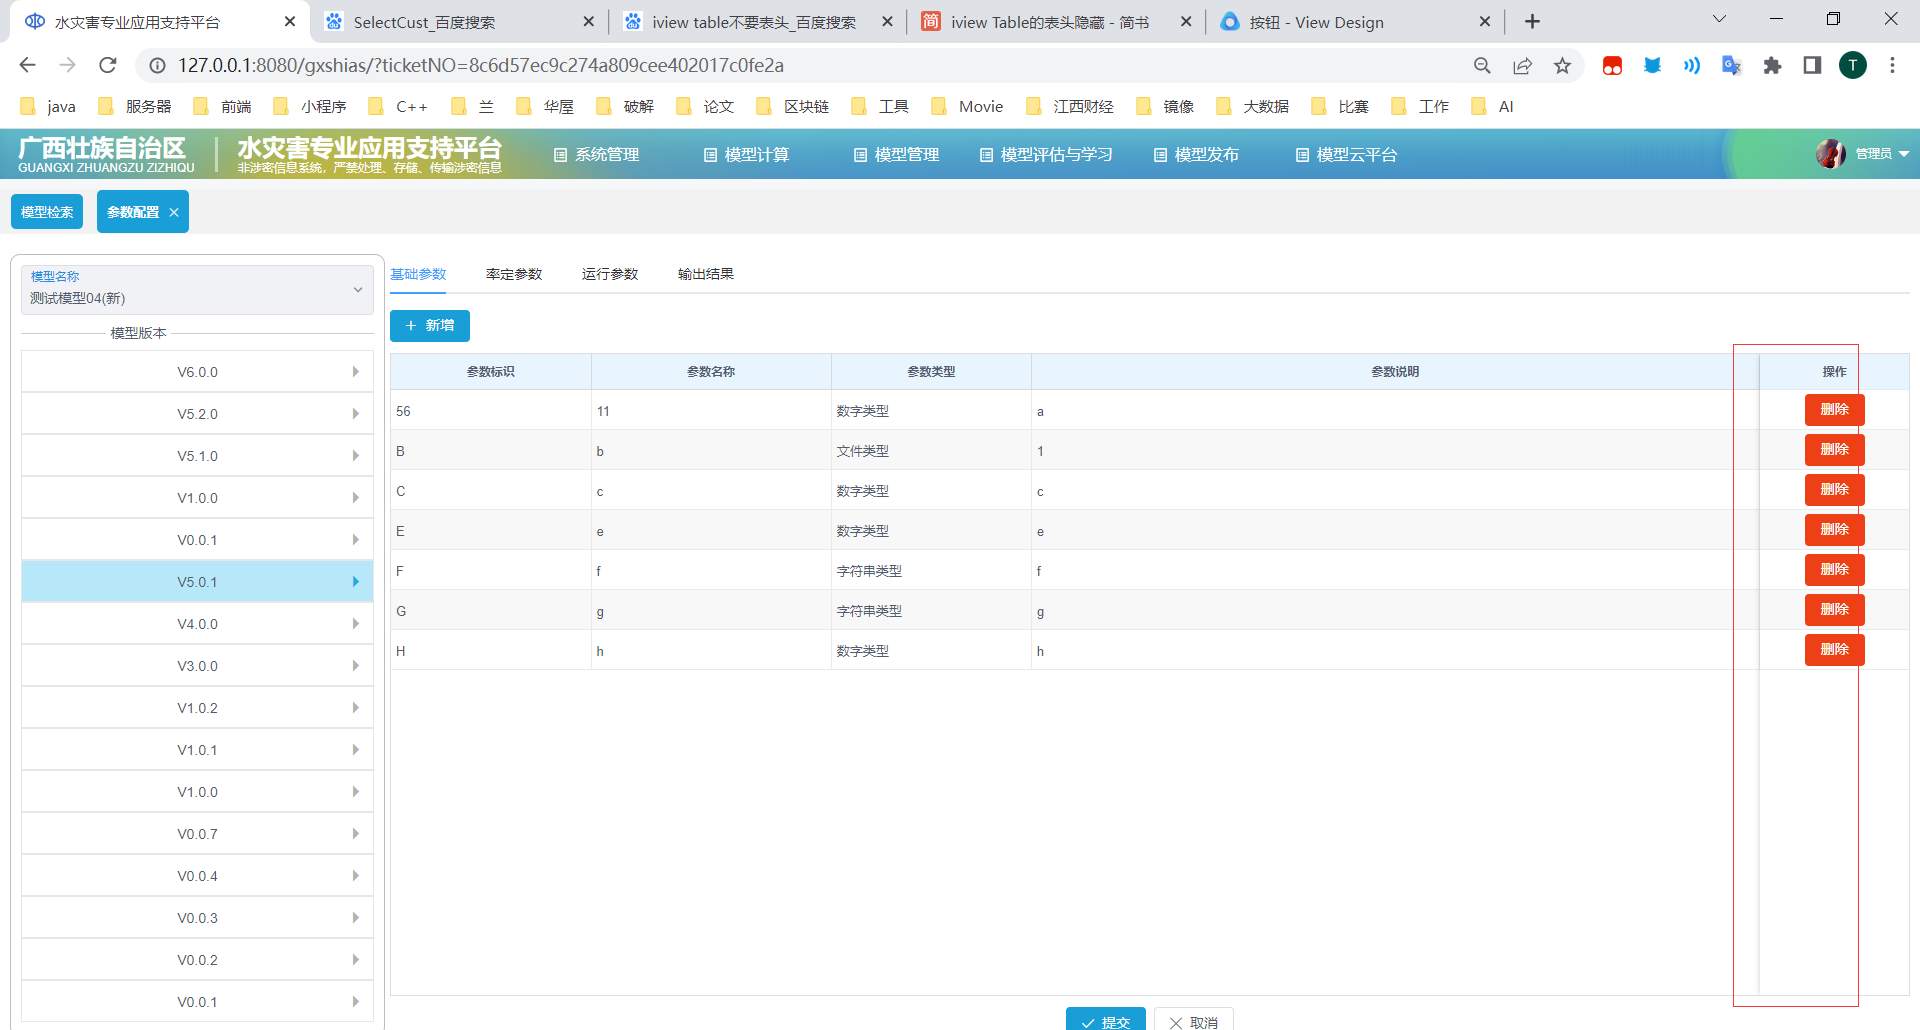 水灾害专业应用支持平台
SelectCust_百度搜索
iview table不要表头_百度搜索
简 iview Table的表头隐藏 - 简书
按钮 - View Design
127.0.0.1:8080/gxshias/?ticketNO=8c6d57ec9c274a809cee402017c0fe2a
T
java 服务器 前端 小程序 C++ 兰 华屋 破解 论文 区块链 工具 Movie 江西财经 镜像 大数据 比赛 工作 AI
广西壮族自治区
GUANGXI ZHUANGZU ZIZHIQU
水灾害专业应用支持平台
非涉密信息系统，严禁处理、存储、传输涉密信息
系统管理 模型计算 模型管理 模型评估与学习 模型发布 模型云平台
管理员
模型检索 参数配置
模型名称
测试模型04(新)
模型版本
V6.0.0
V5.2.0
V5.1.0
V1.0.0
V0.0.1
V5.0.1
V4.0.0
V3.0.0
V1.0.2
V1.0.1
V1.0.0
V0.0.7
V0.0.4
V0.0.3
V0.0.2
V0.0.1
基础参数 率定参数 运行参数 输出结果
新增
参数标识 参数名称 参数类型 参数说明 操作
56 11 数字类型 a 删除
B b 文件类型 1 删除
C c 数字类型 c 删除
E e 数字类型 e 删除
F f 字符串类型 f 删除
G g 字符串类型 g 删除
H h 数字类型 h 删除
提交 取消